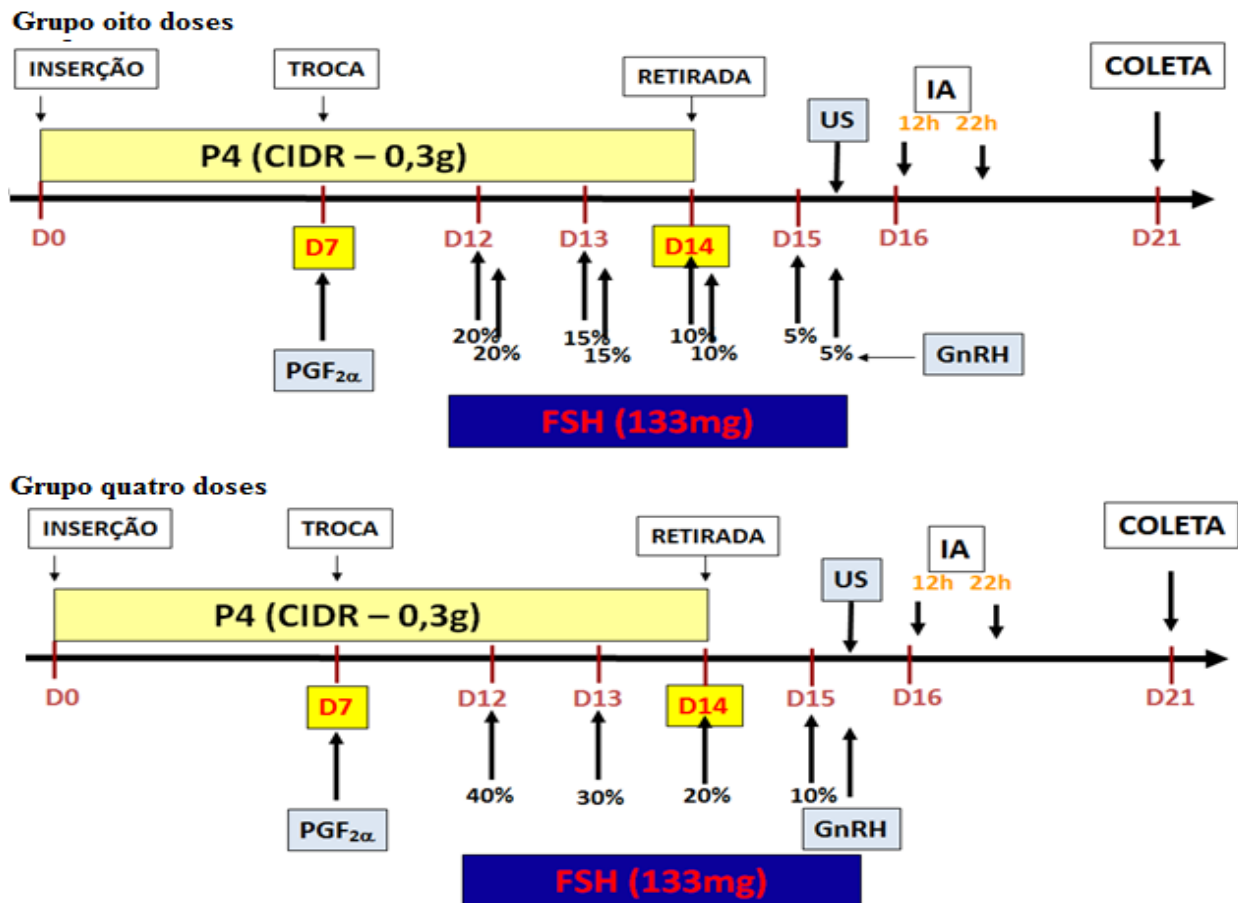 Grupo oito doses
INSERÇÃO TROCA RETIRADA US IA COLETA
12h 22h
P4 (CIDR – 0,3g)
D0 D7 D12 D13 D14 D15 D16 D21
20% 15% 10% 5%
20% 15% 10% 5% GnRH
PGF2α
FSH (133mg)
Grupo quatro doses
INSERÇÃO TROCA RETIRADA US IA COLETA
12h 22h
P4 (CIDR – 0,3g)
D0 D7 D12 D13 D14 D15 D16 D21
40% 30% 20% 10%
PGF2α GnRH
FSH (133mg)